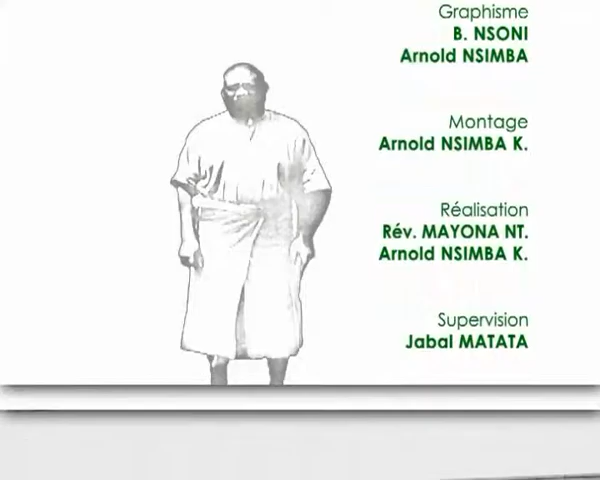 Graphisme
B. NSONI
Arnold NSIMBA
Montage
Arnold NSIMBA K.
Réalisation
Rév. MAYONA NT.
Arnold NSIMBA K.
Supervision
Jabal MATATA